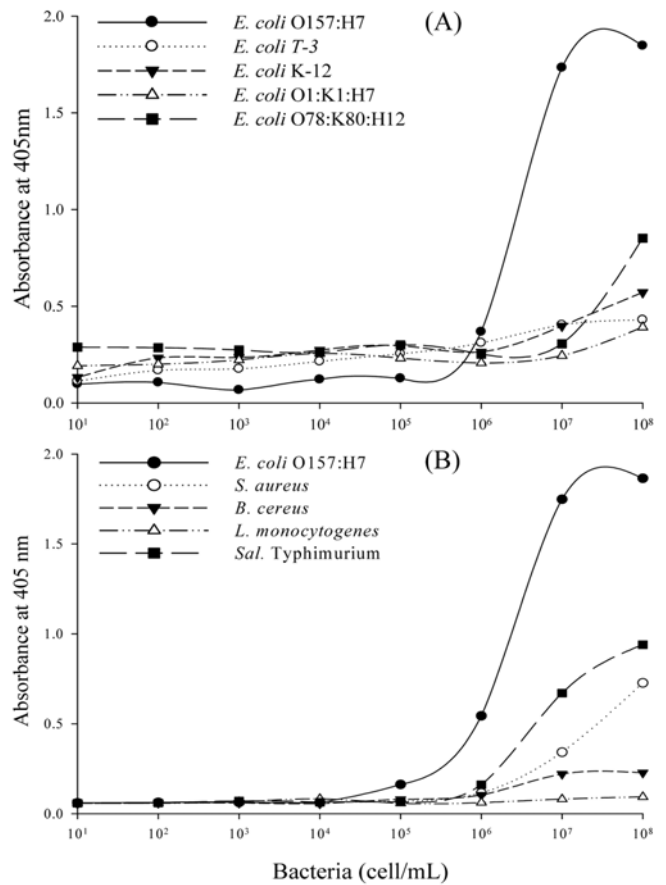 (A)
E. coli O157:H7
E. coli T-3
E. coli K-12
E. coli O1:K1:H7
E. coli O78:K80:H12
Absorbance at 405nm
2.0
1.5
1.0
0.5
0.0
10¹ 10² 10³ 10⁴ 10⁵ 10⁶ 10⁷ 10⁸
(B)
E. coli O157:H7
S. aureus
B. cereus
L. monocytogenes
Sal. Typhimurium
Absorbance at 405 nm
2.0
1.5
1.0
0.5
0.0
10¹ 10² 10³ 10⁴ 10⁵ 10⁶ 10⁷ 10⁸
Bacteria (cell/mL)